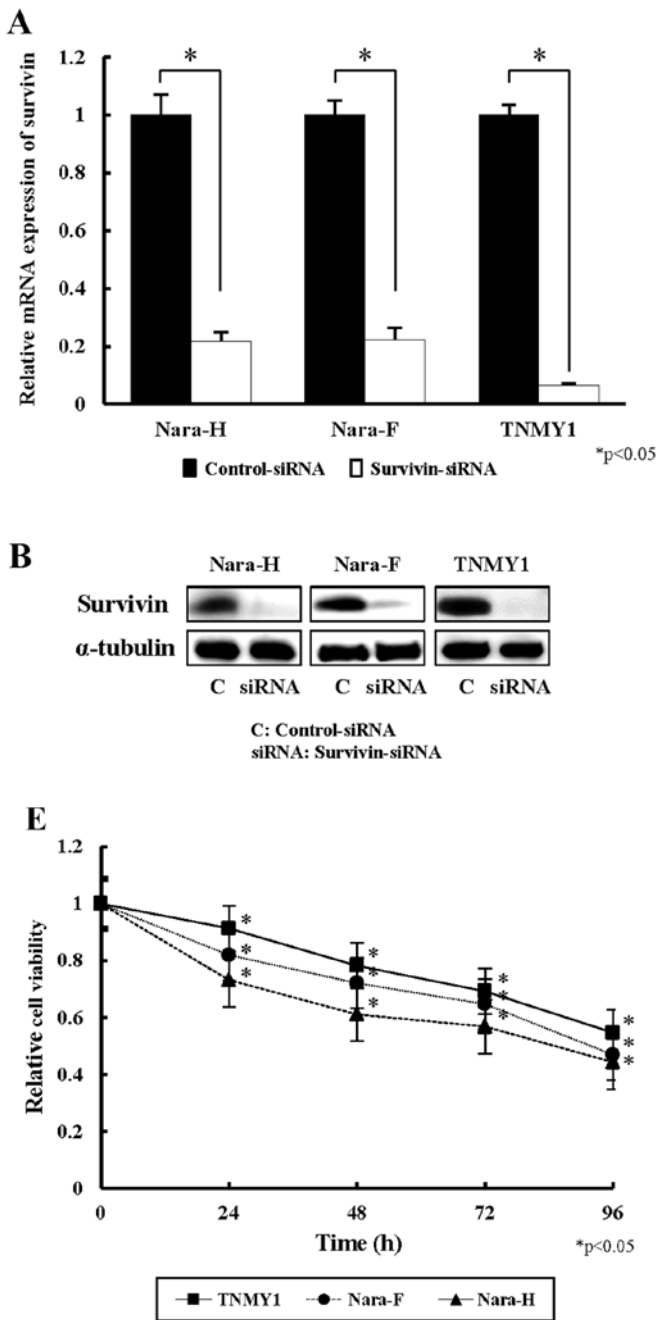 A
Relative mRNA expression of survivin
1.2
1
0.8
0.6
0.4
0.2
0
* * *
Nara-H Nara-F TNMY1
*p<0.05
Control-siRNA Survivin-siRNA
B
Nara-H Nara-F TNMY1
Survivin
α-tubulin
C siRNA C siRNA C siRNA
C: Control-siRNA
siRNA: Survivin-siRNA
E
Relative cell viability
1.2
1
0.8
0.6
0.4
0.2
0
* * * *
* * * *
* * * *
0 24 48 72 96
Time (h)
*p<0.05
TNMY1 Nara-F Nara-H